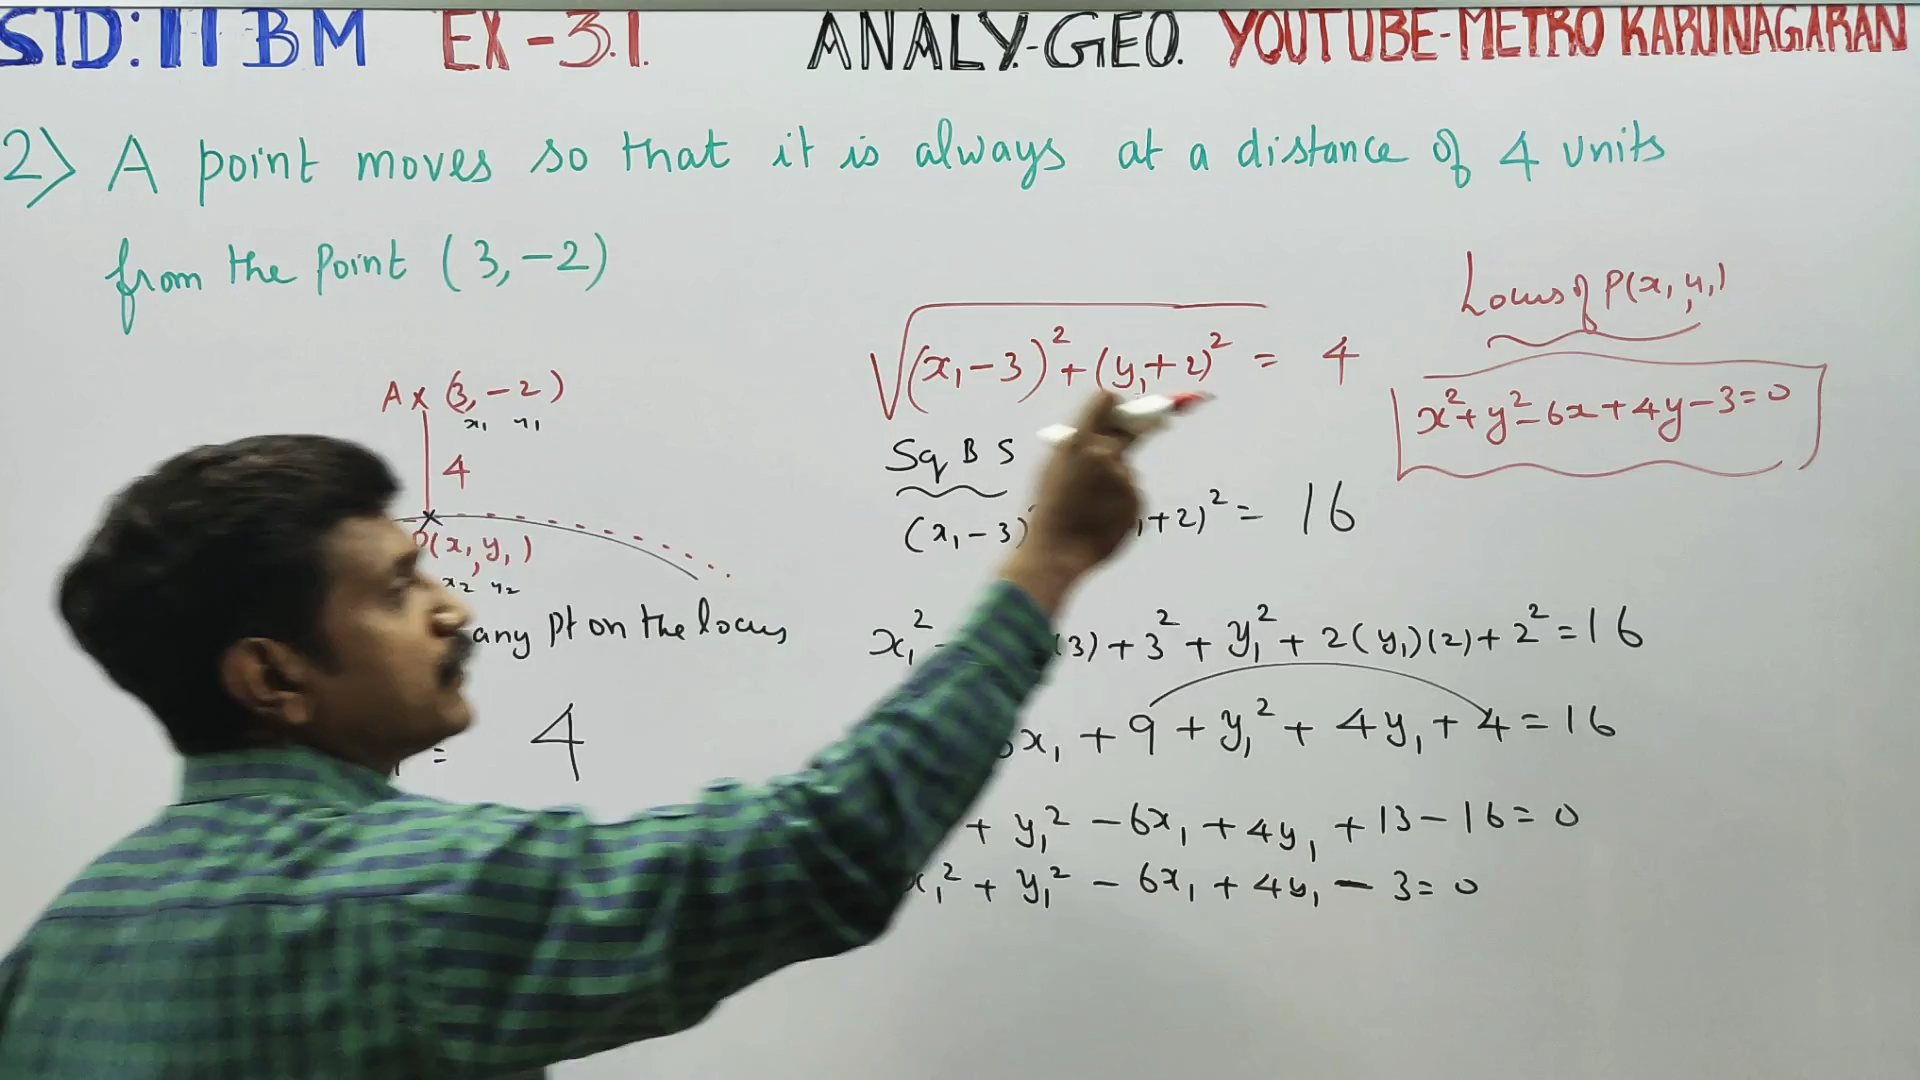 STD: 11 BM EX-3.1. ANALY.GEO. YOUTUBE-METRO KARUNAGARAN
2) A point moves so that it is always at a distance of 4 units
from the point (3, -2)
A x (3, -2)
x₁ y₁
4
P(x₁, y₁)
x₂ y₂
any pt on the locus
= 4
√(x₁-3)² + (y₁+2)² = 4
Sq B S
(x₁-3) +2)² = 16
x₁² - (3) + 3² + y₁² + 2(y₁)(2) + 2² = 16
x₁ + 9 + y₁² + 4y₁ + 4 = 16
+ y₁² - 6x₁ + 4y₁ + 13 - 16 = 0
x₁² + y₁² - 6x₁ + 4y₁ - 3 = 0
Locus of P(x₁, y₁)
x² + y² - 6x + 4y - 3 = 0